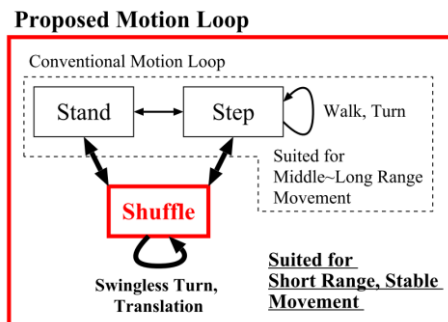 Proposed Motion Loop
Conventional Motion Loop
Stand
Step
Walk, Turn
Suited for
Middle~Long Range
Movement
Shuffle
Swingless Turn,
Translation
Suited for
Short Range, Stable
Movement